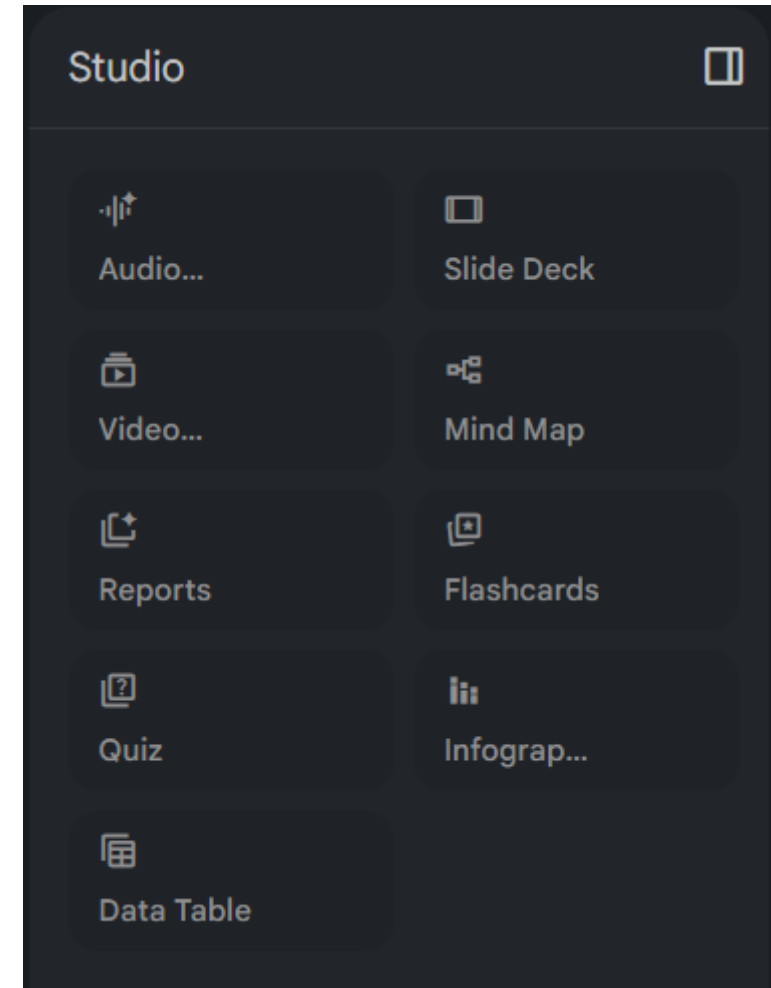 Studio
Audio...
Slide Deck
Video...
Mind Map
Reports
Flashcards
Quiz
Infograp...
Data Table